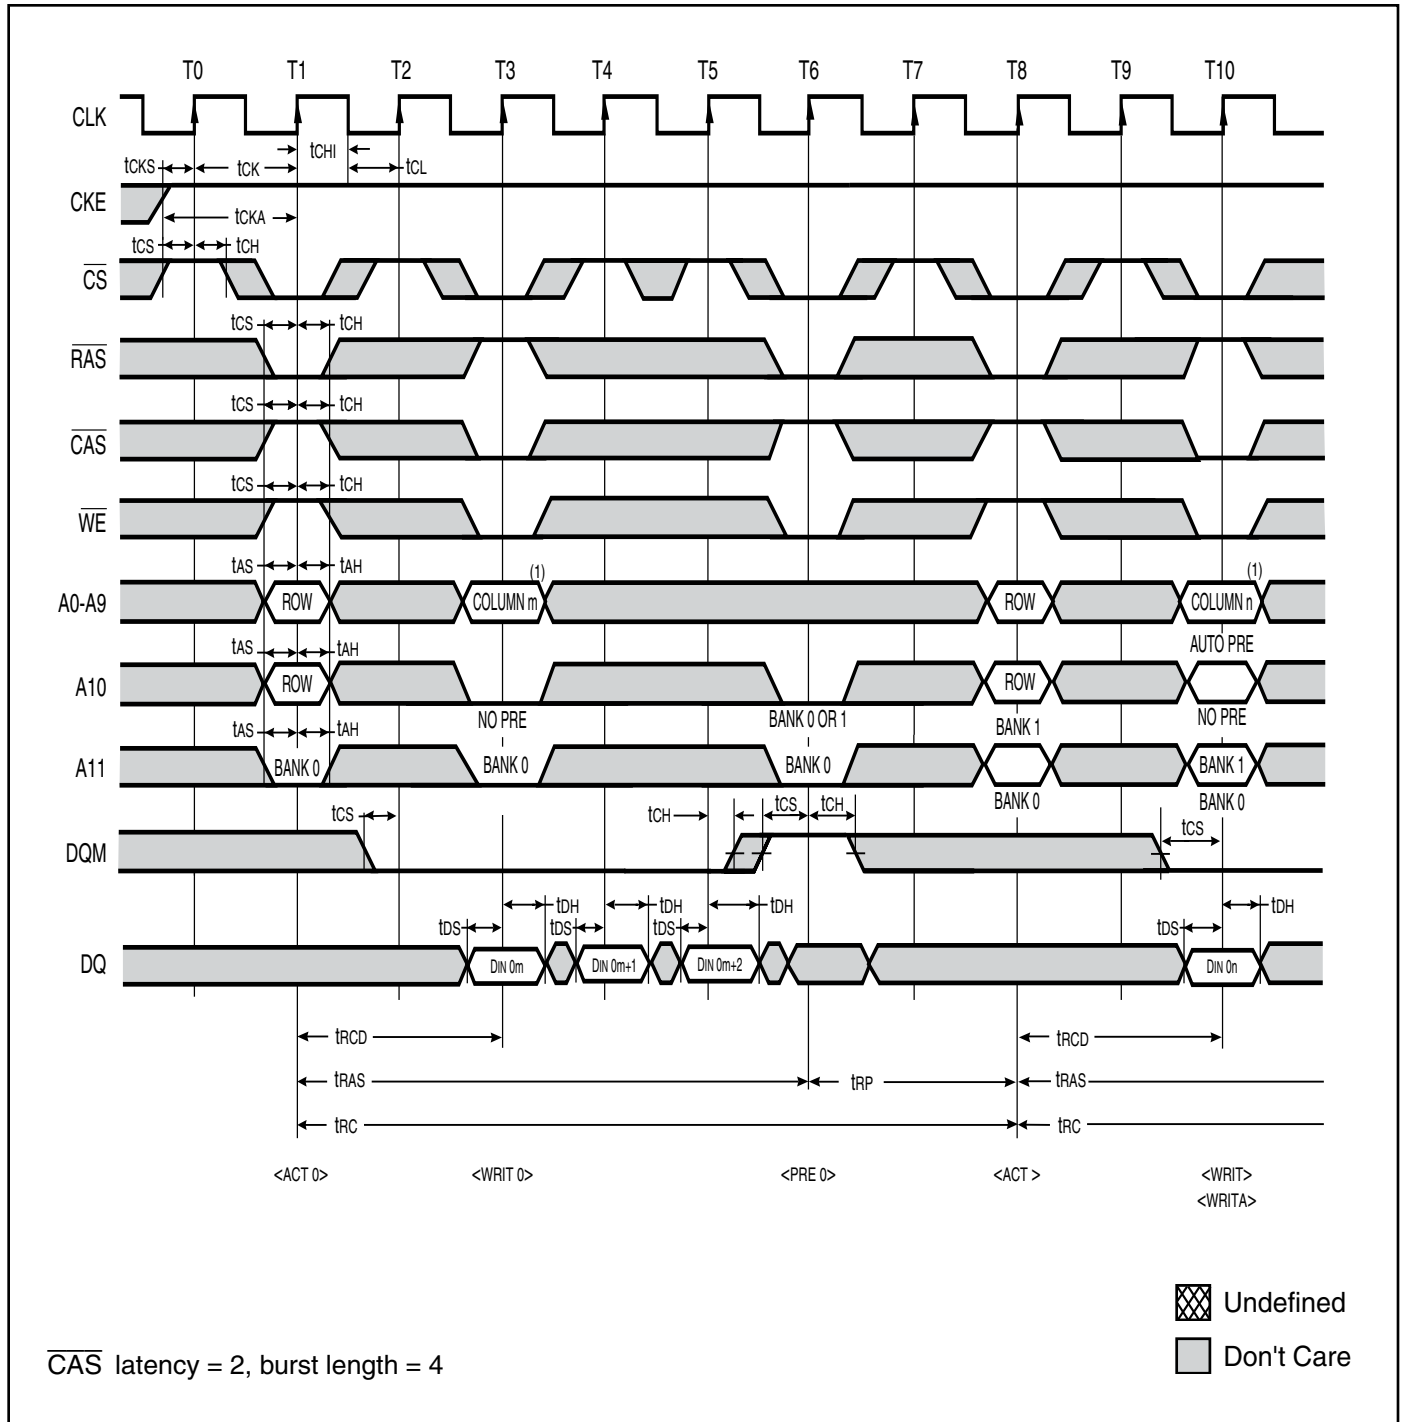 T0 T1 T2 T3 T4 T5 T6 T7 T8 T9 T10
CLK
tCHI
tCKS tCK tCL
CKE
tCKA
tCS tCH
CS
tCS tCH
RAS
tCS tCH
CAS
tCS tCH
WE
tAS tAH (1) (1)
A0-A9 ROW COLUMN m ROW COLUMN n
tAS tAH AUTO PRE
A10 ROW ROW
NO PRE BANK 0 OR 1 BANK 1 NO PRE
tAS tAH
A11 BANK 0 BANK 0 BANK 0 BANK 1
BANK 0 BANK 0
tCS tCH tCS tCH tCS
DQM
tDH tDH tDH tDH
tDS tDS tDS tDS
DQ DIN 0m DIN 0m+1 DIN 0m+2 DIN 0n
tRCD tRCD
tRAS tRP tRAS
tRC tRC
<ACT 0> <WRIT 0> <PRE 0> <ACT > <WRIT>
<WRITA>
Undefined
Don't Care
CAS latency = 2, burst length = 4